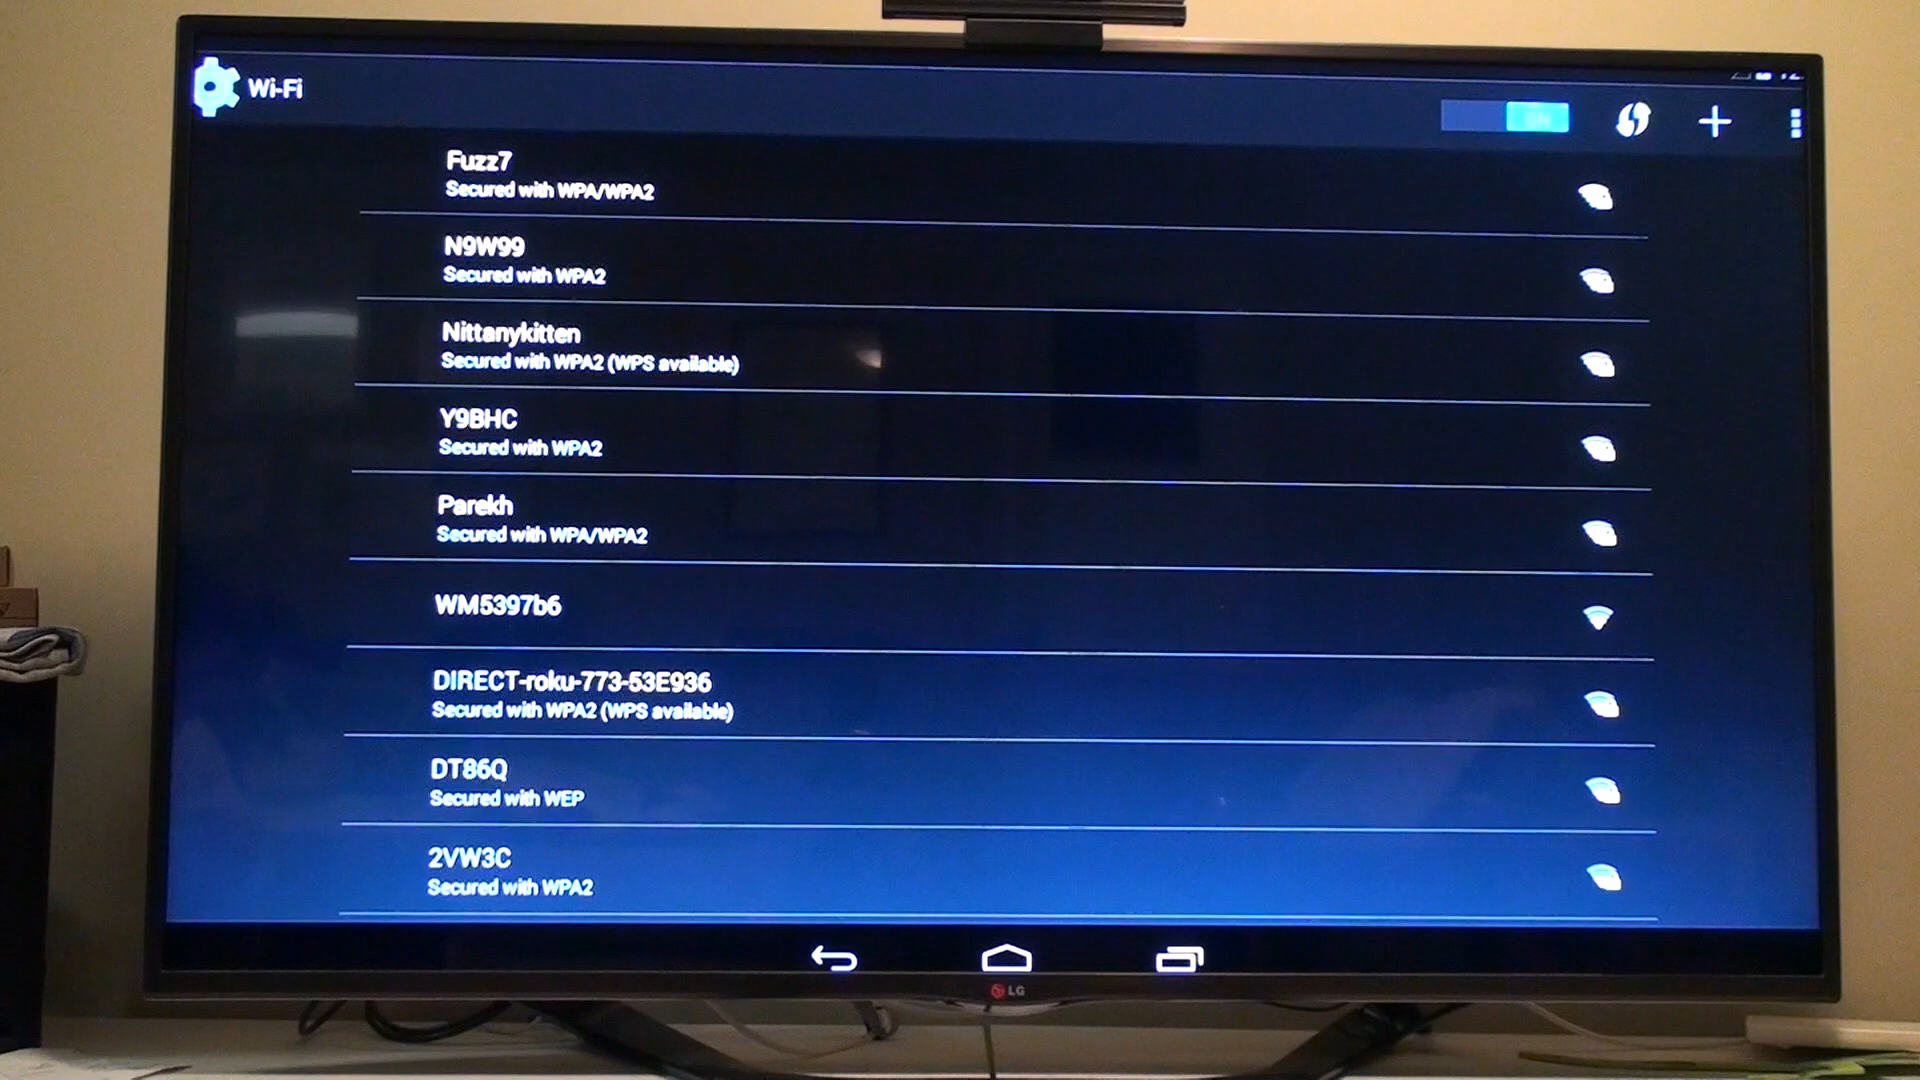 Wi-Fi
ON
Fuzz7
Secured with WPA/WPA2
N9W99
Secured with WPA2
Nittanykitten
Secured with WPA2 (WPS available)
Y9BHC
Secured with WPA2
Parekh
Secured with WPA/WPA2
WM5397b6
DIRECT-roku-773-53E936
Secured with WPA2 (WPS available)
DT86Q
Secured with WEP
2VW3C
Secured with WPA2
LG